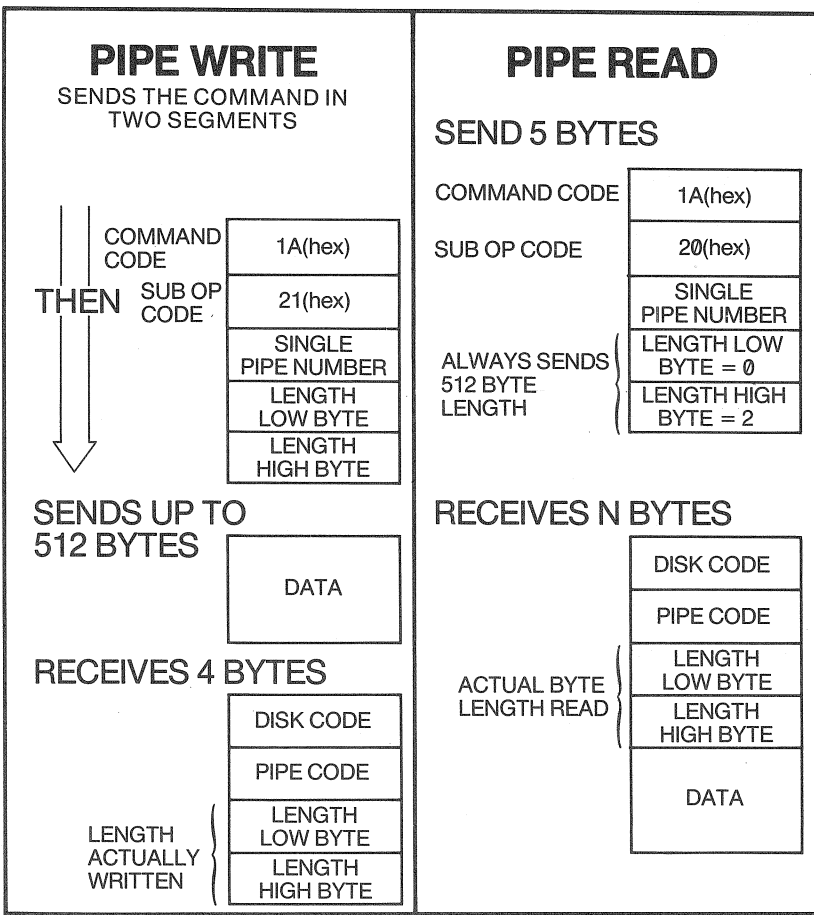 PIPE WRITE
SENDS THE COMMAND IN
TWO SEGMENTS
THEN
COMMAND
CODE
1A(hex)
SUB OP
CODE
21(hex)
SINGLE
PIPE NUMBER
LENGTH
LOW BYTE
LENGTH
HIGH BYTE
SENDS UP TO
512 BYTES
DATA
RECEIVES 4 BYTES
DISK CODE
PIPE CODE
LENGTH
ACTUALLY
WRITTEN
LENGTH
LOW BYTE
LENGTH
HIGH BYTE
PIPE READ
SEND 5 BYTES
COMMAND CODE
1A(hex)
SUB OP CODE
20(hex)
SINGLE
PIPE NUMBER
ALWAYS SENDS
512 BYTE
LENGTH
LENGTH LOW
BYTE = 0
LENGTH HIGH
BYTE = 2
RECEIVES N BYTES
DISK CODE
PIPE CODE
ACTUAL BYTE
LENGTH READ
LENGTH
LOW BYTE
LENGTH
HIGH BYTE
DATA